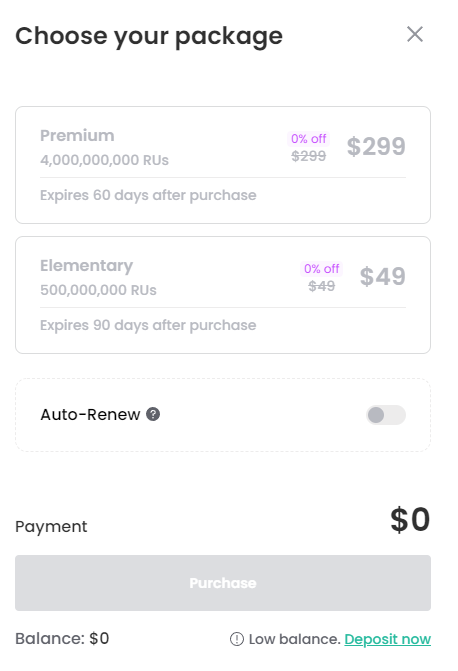 Choose your package
Premium
0% off
$299
$299
4,000,000,000 RUs
Expires 60 days after purchase
Elementary
0% off
$49
$49
500,000,000 RUs
Expires 90 days after purchase
Auto-Renew ?
Payment
$0
Purchase
Balance: $0
Low balance. Deposit now